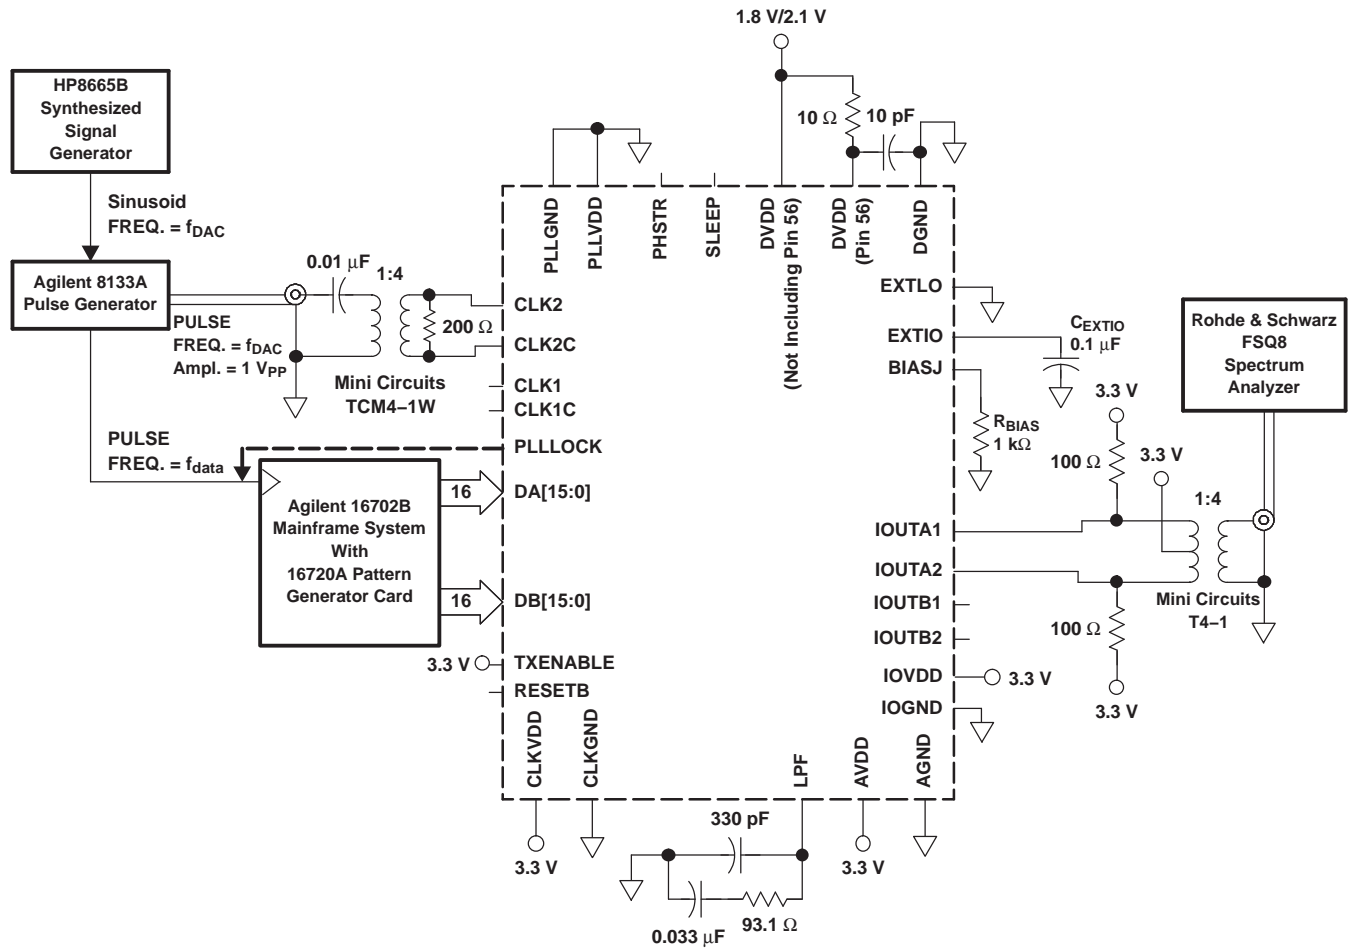 1.8 V/2.1 V
HP8665B
Synthesized
Signal
Generator
10 Ω
10 pF
Sinusoid
FREQ. = fDAC
PLLGND
PLLVDD
PHSTR
SLEEP
DVDD
(Not Including Pin 56)
DVDD
(Pin 56)
DGND
Agilent 8133A
Pulse Generator
0.01 μF
1:4
CLK2
200 Ω
CLK2C
PULSE
FREQ. = fDAC
Ampl. = 1 VPP
Mini Circuits
TCM4–1W
CLK1
CLK1C
EXTLO
EXTIO
CEXTIO
0.1 μF
BIASJ
RBIAS
1 kΩ
3.3 V
Rohde & Schwarz
FSQ8
Spectrum
Analyzer
PULSE
FREQ. = fdata
PLLLOCK
100 Ω
3.3 V
1:4
Agilent 16702B
Mainframe System
With
16720A Pattern
Generator Card
16
DA[15:0]
16
DB[15:0]
IOUTA1
IOUTA2
IOUTB1
IOUTB2
100 Ω
Mini Circuits
T4–1
3.3 V
TXENABLE
RESETB
IOVDD
3.3 V
3.3 V
IOGND
CLKVDD
CLKGND
LPF
AVDD
AGND
330 pF
3.3 V
3.3 V
0.033 μF
93.1 Ω